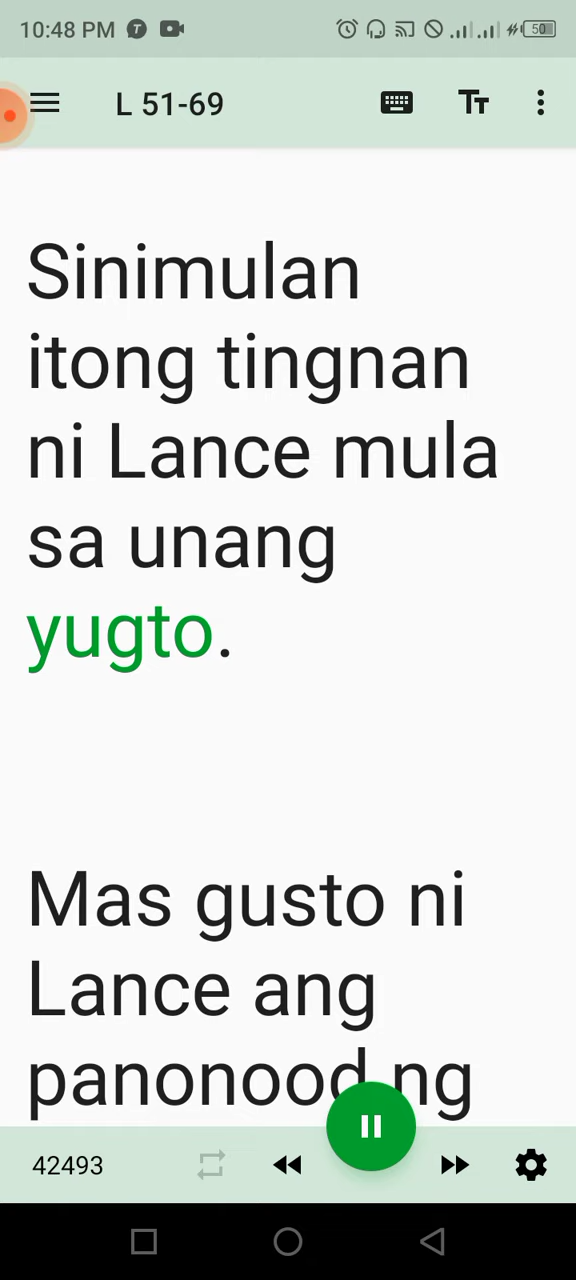 10:48 PM
50
L 51-69
Sinimulan
itong tingnan
ni Lance mula
sa unang
yugto.
Mas gusto ni
Lance ang
panonood ng
42493